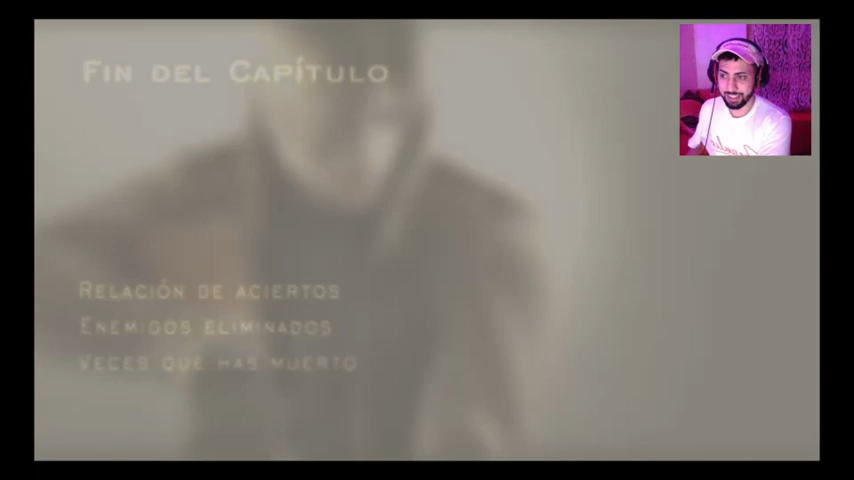 Fin del Capítulo
Relación de aciertos
Enemigos eliminados
Veces que has muerto